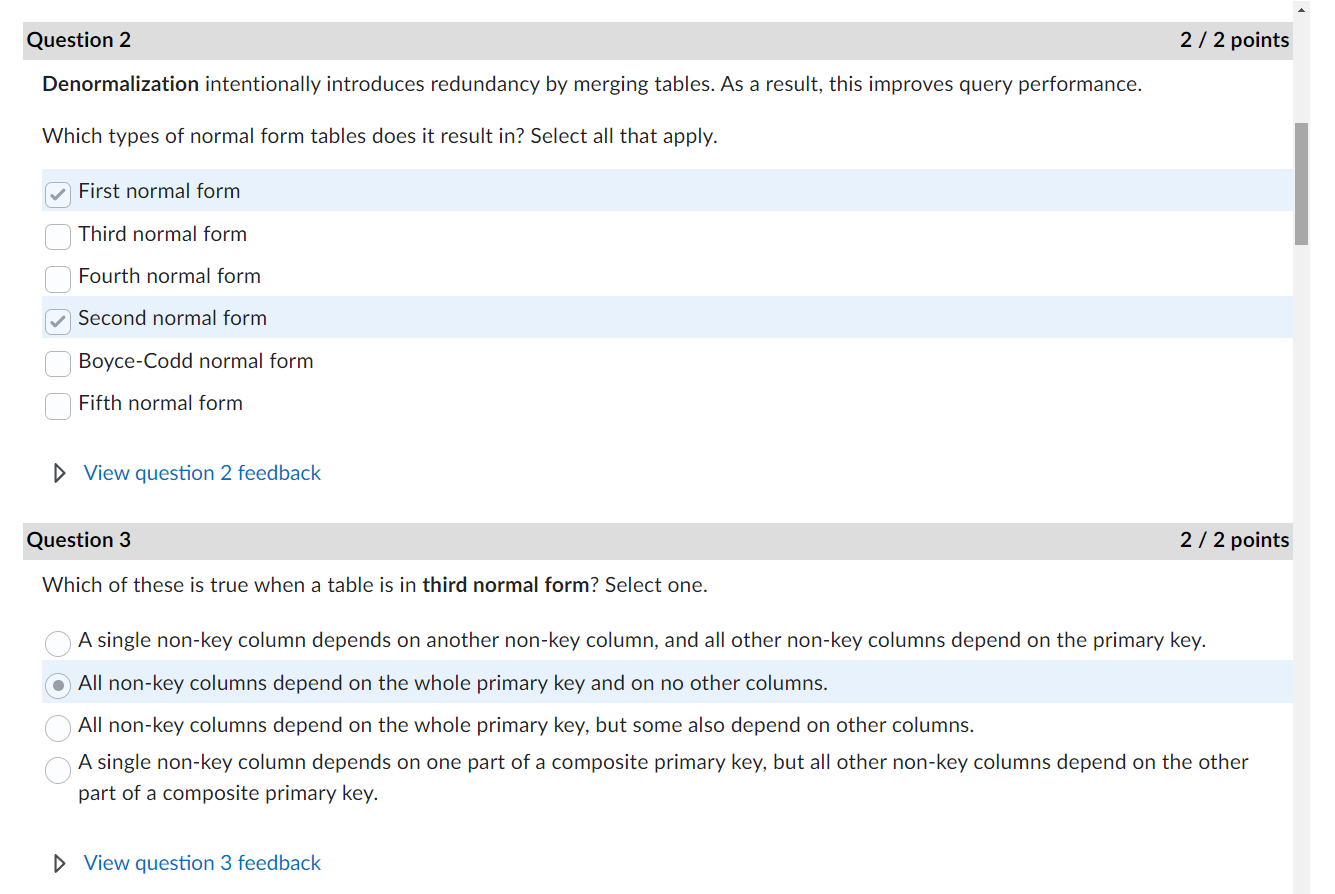 Question 2
2 / 2 points
Denormalization intentionally introduces redundancy by merging tables. As a result, this improves query performance.
Which types of normal form tables does it result in? Select all that apply.
First normal form
Third normal form
Fourth normal form
Second normal form
Boyce-Codd normal form
Fifth normal form
View question 2 feedback
Question 3
2 / 2 points
Which of these is true when a table is in third normal form? Select one.
A single non-key column depends on another non-key column, and all other non-key columns depend on the primary key.
All non-key columns depend on the whole primary key and on no other columns.
All non-key columns depend on the whole primary key, but some also depend on other columns.
A single non-key column depends on one part of a composite primary key, but all other non-key columns depend on the other
part of a composite primary key.
View question 3 feedback